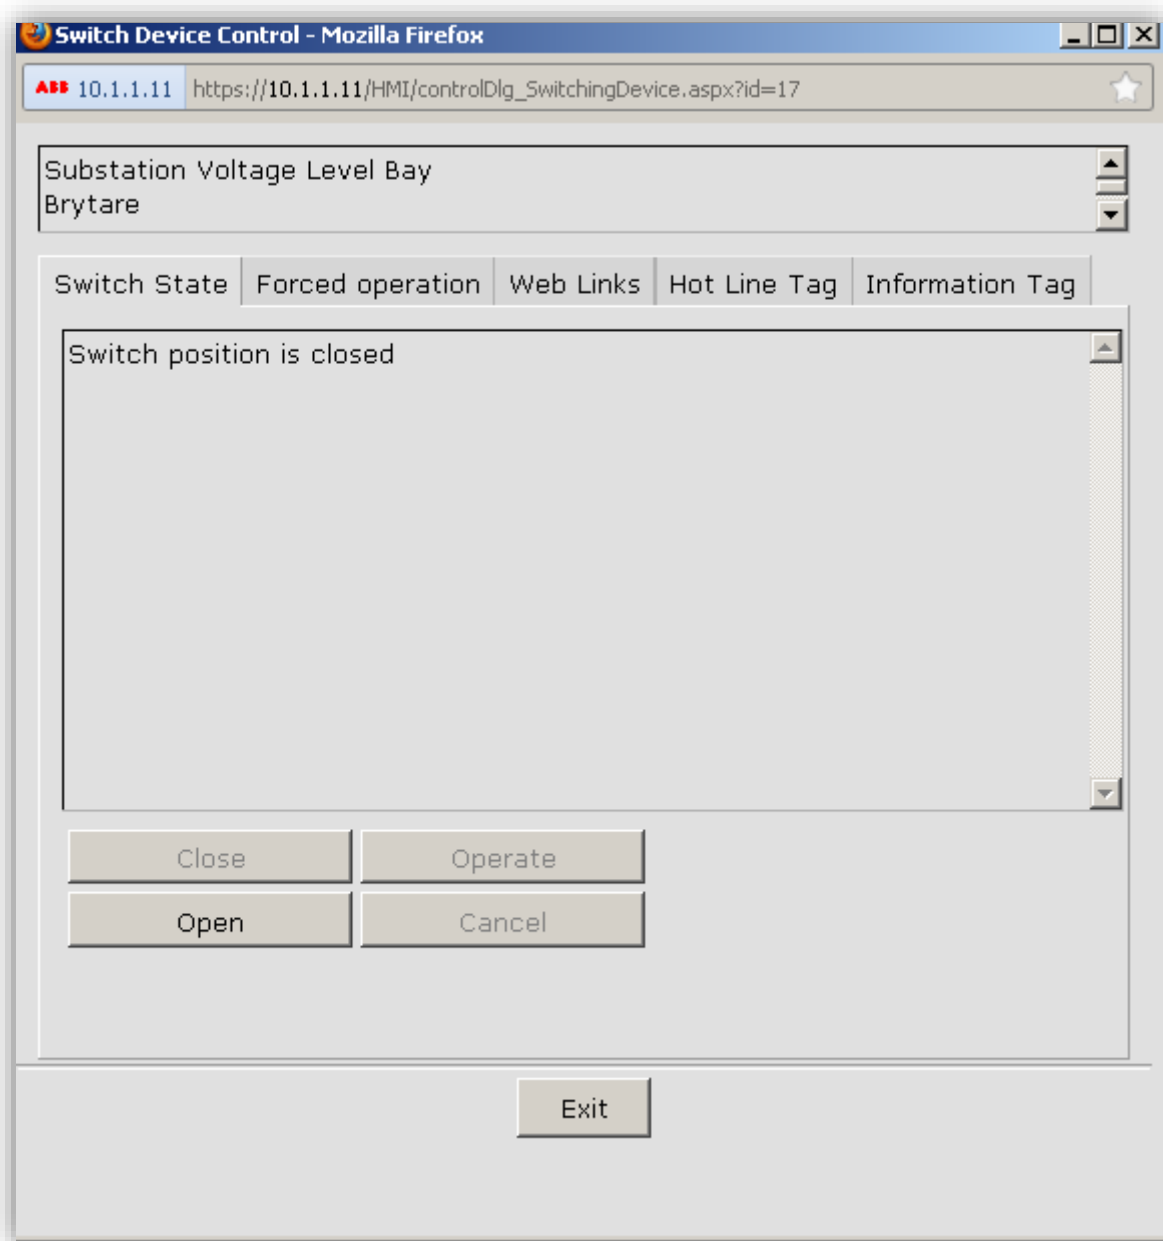 Switch Device Control - Mozilla Firefox
ABB 10.1.1.11 https://10.1.1.11/HMI/controlDlg_SwitchingDevice.aspx?id=17
Substation Voltage Level Bay
Brytare
Switch State Forced operation Web Links Hot Line Tag Information Tag
Switch position is closed
Close Operate
Open Cancel
Exit